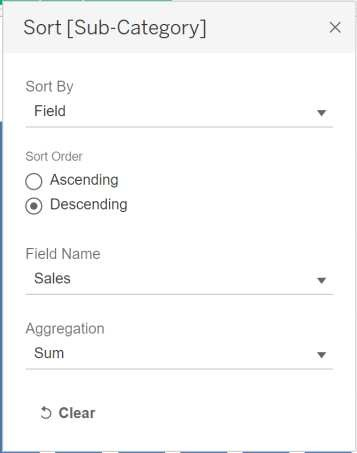 Sort [Sub-Category]
Sort By
Field
Sort Order
Ascending
Descending
Field Name
Sales
Aggregation
Sum
Clear